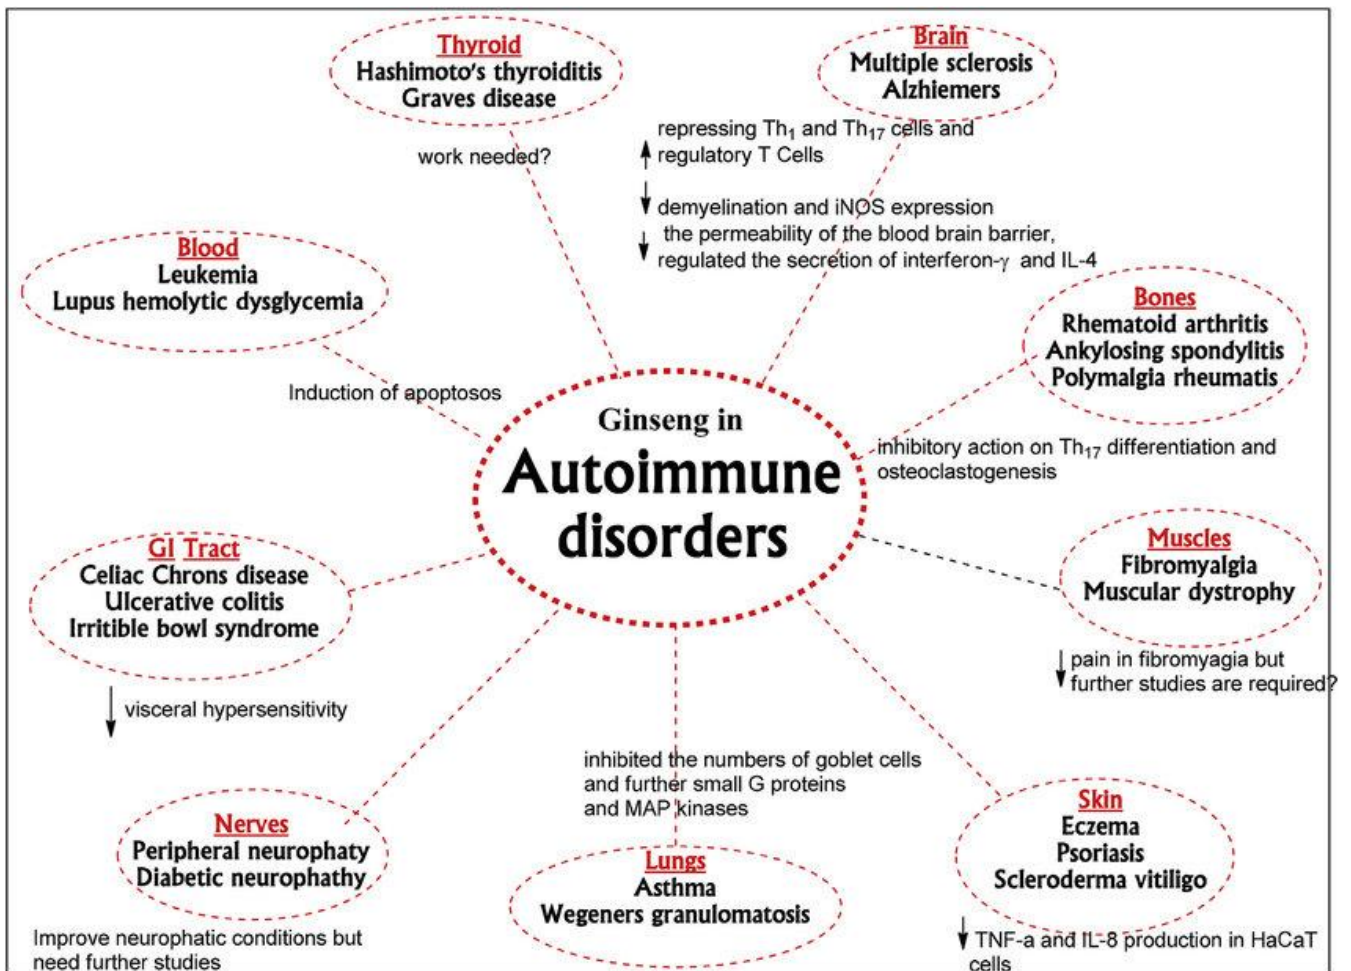 Thyroid
Hashimoto's thyroiditis
Graves disease
work needed?
Brain
Multiple sclerosis
Alzhiemers
repressing Th1 and Th17 cells and
regulatory T Cells
demyelination and iNOS expression
the permeability of the blood brain barrier,
regulated the secretion of interferon-γ and IL-4
Blood
Leukemia
Lupus hemolytic dysglycemia
Induction of apoptosos
Bones
Rhematoid arthritis
Ankylosing spondylitis
Polymalgia rheumatis
inhibitory action on Th17 differentiation and
osteoclastogenesis
Ginseng in
Autoimmune
disorders
GI Tract
Celiac Chrons disease
Ulcerative colitis
Irritible bowl syndrome
visceral hypersensitivity
Muscles
Fibromyalgia
Muscular dystrophy
pain in fibromyagia but
further studies are required?
Nerves
Peripheral neurophaty
Diabetic neurophathy
Improve neurophatic conditions but
need further studies
inhibited the numbers of goblet cells
and further small G proteins
and MAP kinases
Lungs
Asthma
Wegeners granulomatosis
Skin
Eczema
Psoriasis
Scleroderma vitiligo
TNF-a and IL-8 production in HaCaT
cells